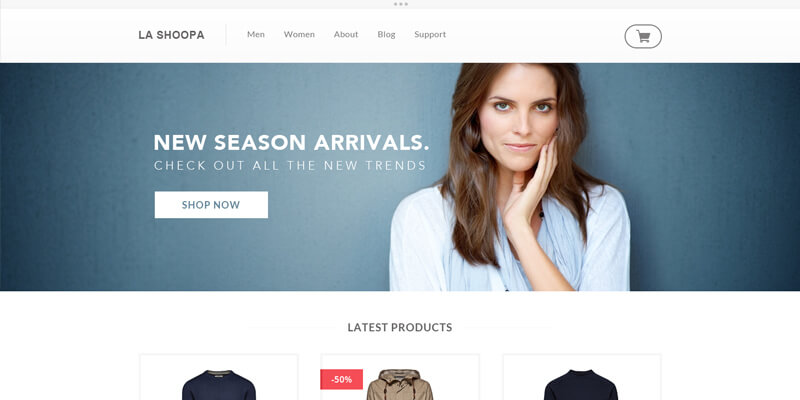 LA SHOOPA
Men Women About Blog Support
NEW SEASON ARRIVALS.
CHECK OUT ALL THE NEW TRENDS
SHOP NOW
LATEST PRODUCTS
-50%